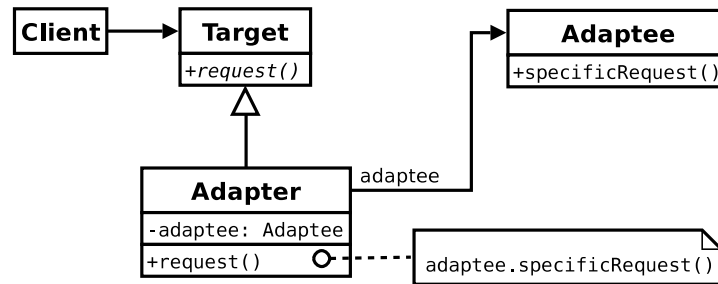 Client
Target
+request()
Adaptee
+specificRequest()
adaptee
Adapter
-adaptee: Adaptee
+request()
adaptee.specificRequest()